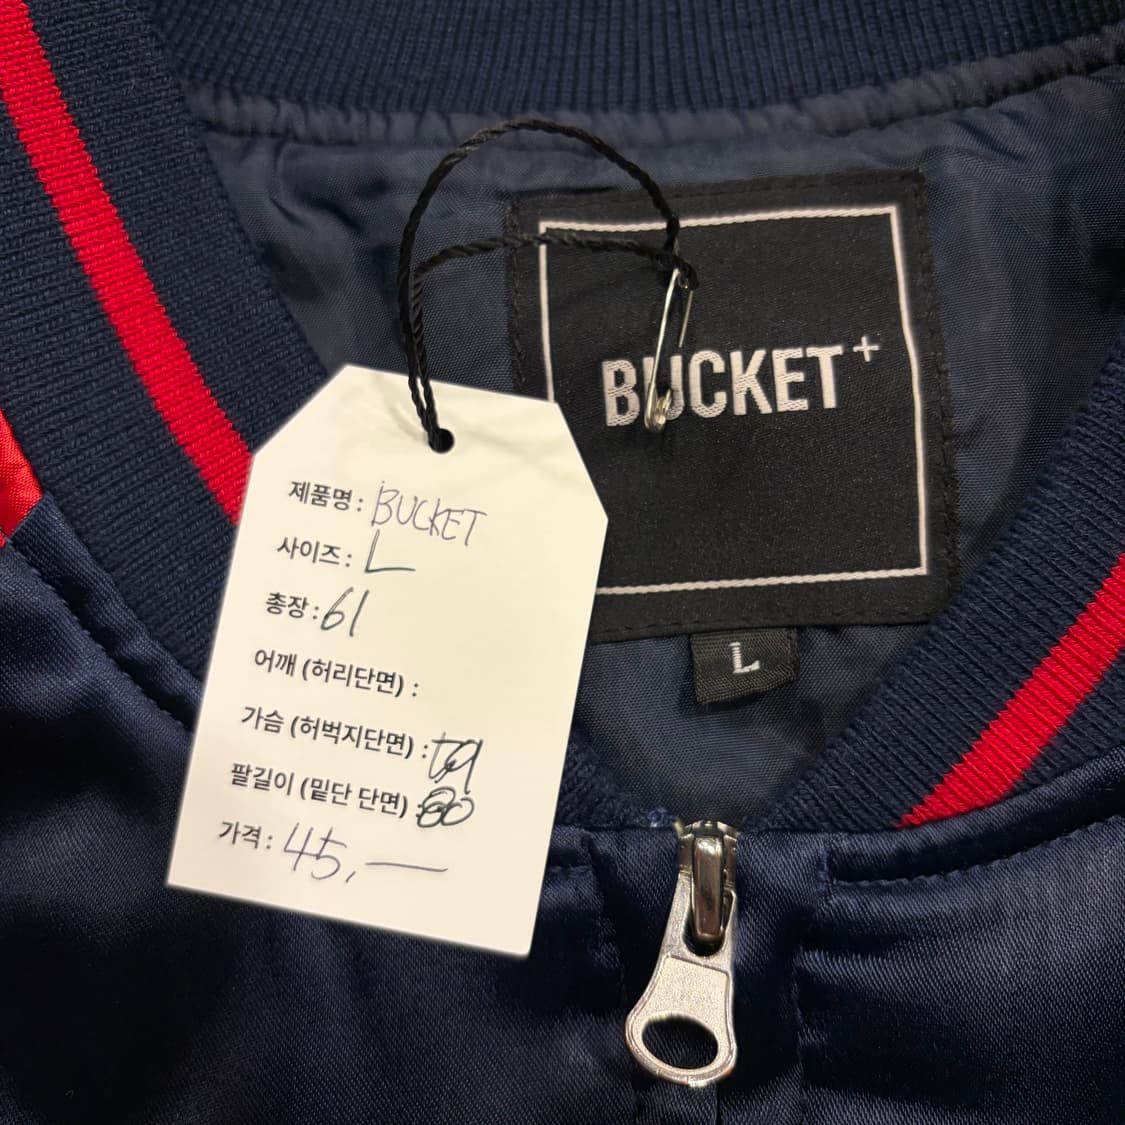 BUCKET+
L
제품명: BUCKET
사이즈: L
총장: 61
어깨 (허리단면) :
가슴 (허벅지단면) :
팔길이 (밑단 단면) : 80
가격: 45,—